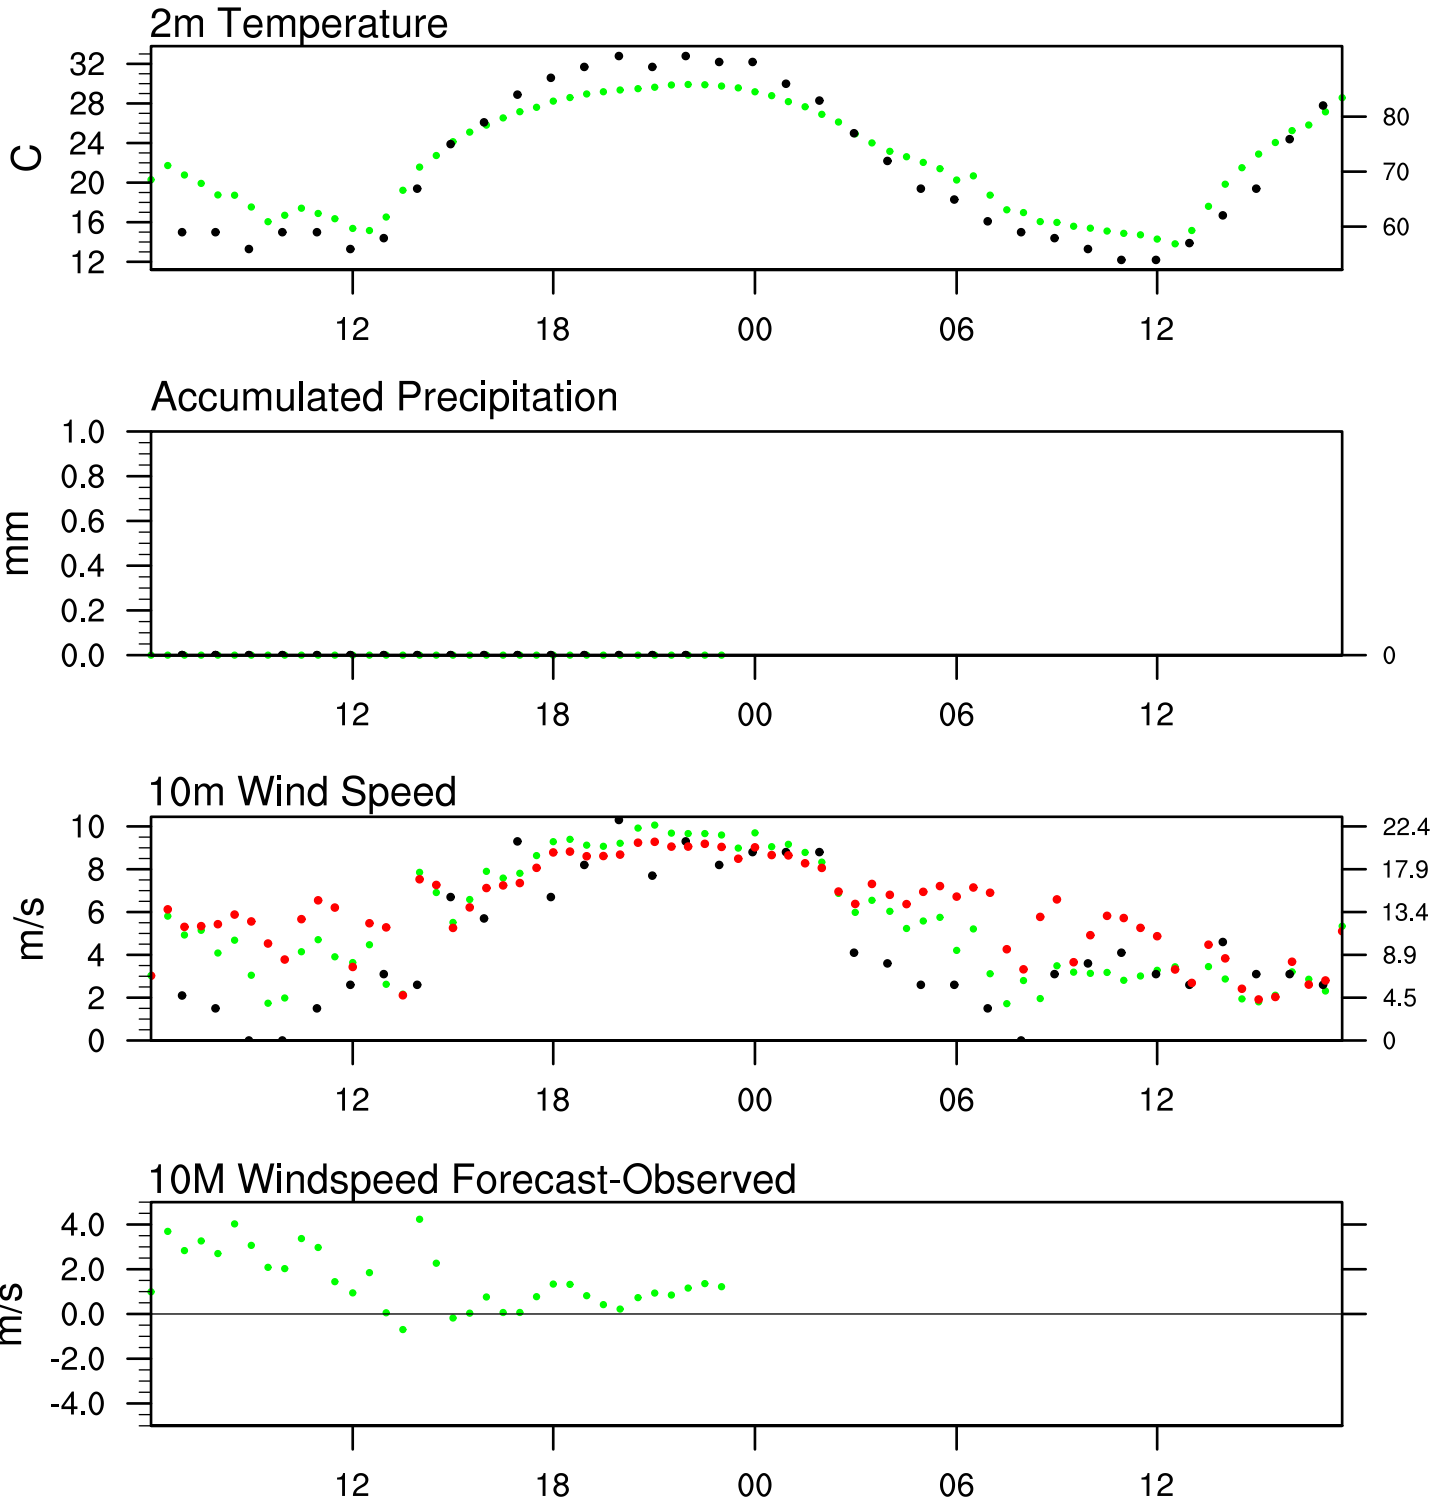 2m Temperature
32
28
24
20
16
12
C
80
70
60
12 18 00 06 12
Accumulated Precipitation
1.0
0.8
0.6
0.4
0.2
0.0
mm
0
12 18 00 06 12
10m Wind Speed
10
8
6
4
2
0
m/s
22.4
17.9
13.4
8.9
4.5
0
12 18 00 06 12
10M Windspeed Forecast-Observed
4.0
2.0
0.0
-2.0
-4.0
m/s
12 18 00 06 12